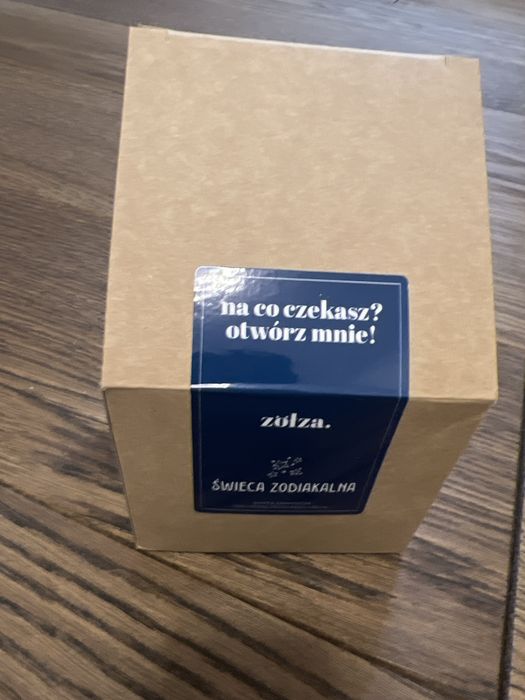 na co czekasz?
otwórz mnie!
zołza.
ŚWIECA ZODIAKALNA